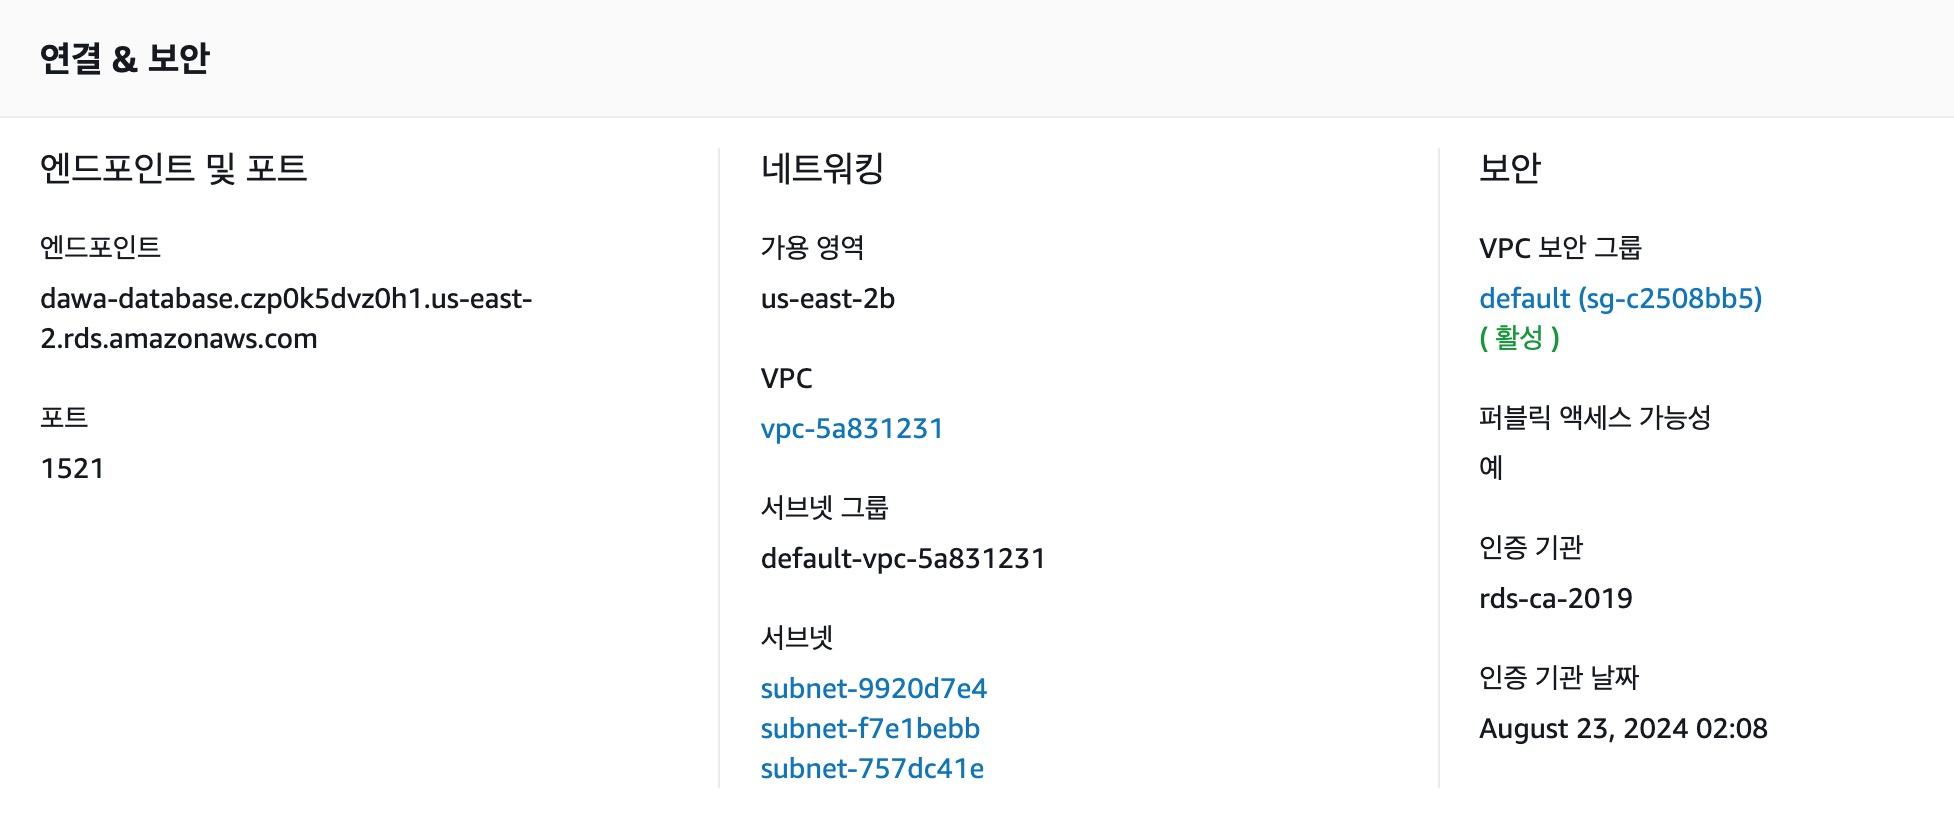 연결 & 보안
엔드포인트 및 포트
엔드포인트
dawa-database.czp0k5dvz0h1.us-east-
2.rds.amazonaws.com
포트
1521
네트워킹
가용 영역
us-east-2b
VPC
vpc-5a831231
서브넷 그룹
default-vpc-5a831231
서브넷
subnet-9920d7e4
subnet-f7e1bebb
subnet-757dc41e
보안
VPC 보안 그룹
default (sg-c2508bb5)
( 활성 )
퍼블릭 액세스 가능성
예
인증 기관
rds-ca-2019
인증 기관 날짜
August 23, 2024 02:08